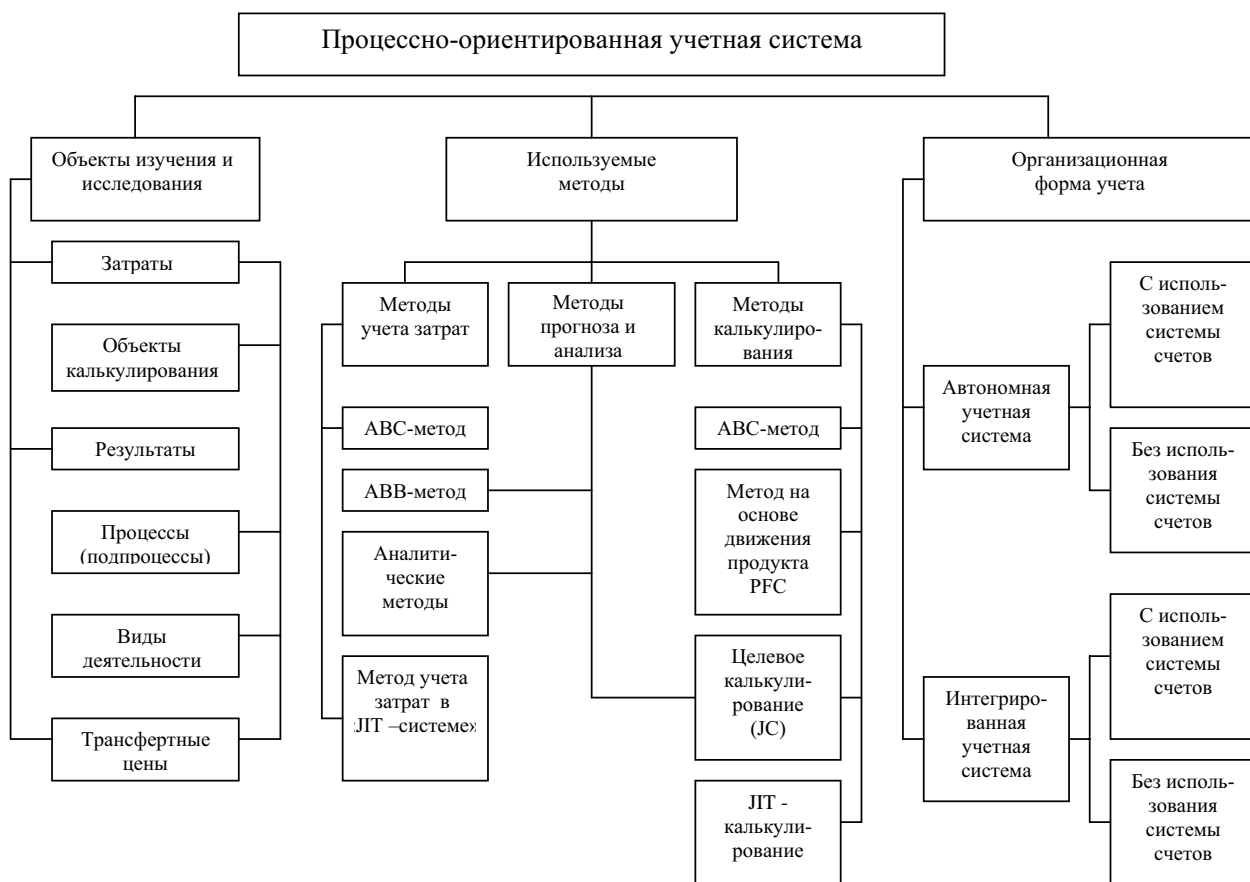 Процессно-ориентированная учетная система
Объекты изучения и
исследования
Затраты
Объекты
калькулирования
Результаты
Процессы
(подпроцессы)
Виды
деятельности
Трансфертные
цены
Используемые
методы
Методы
учета затрат
АВС-метод
АВВ-метод
Аналити-
ческие
методы
Метод учета
затрат в
«JIT –системе»
Методы
прогноза и
анализа
Методы
калькулиро-
вания
АВС-метод
Метод на
основе
движения
продукта
PFC
Целевое
калькули-
рование
(JC)
JIT -
калькули-
рование
Организационная
форма учета
Автономная
учетная
система
С исполь-
зованием
системы
счетов
Без исполь-
зования
системы
счетов
Интегриро-
ванная
учетная
система
С исполь-
зованием
системы
счетов
Без исполь-
зования
системы
счетов